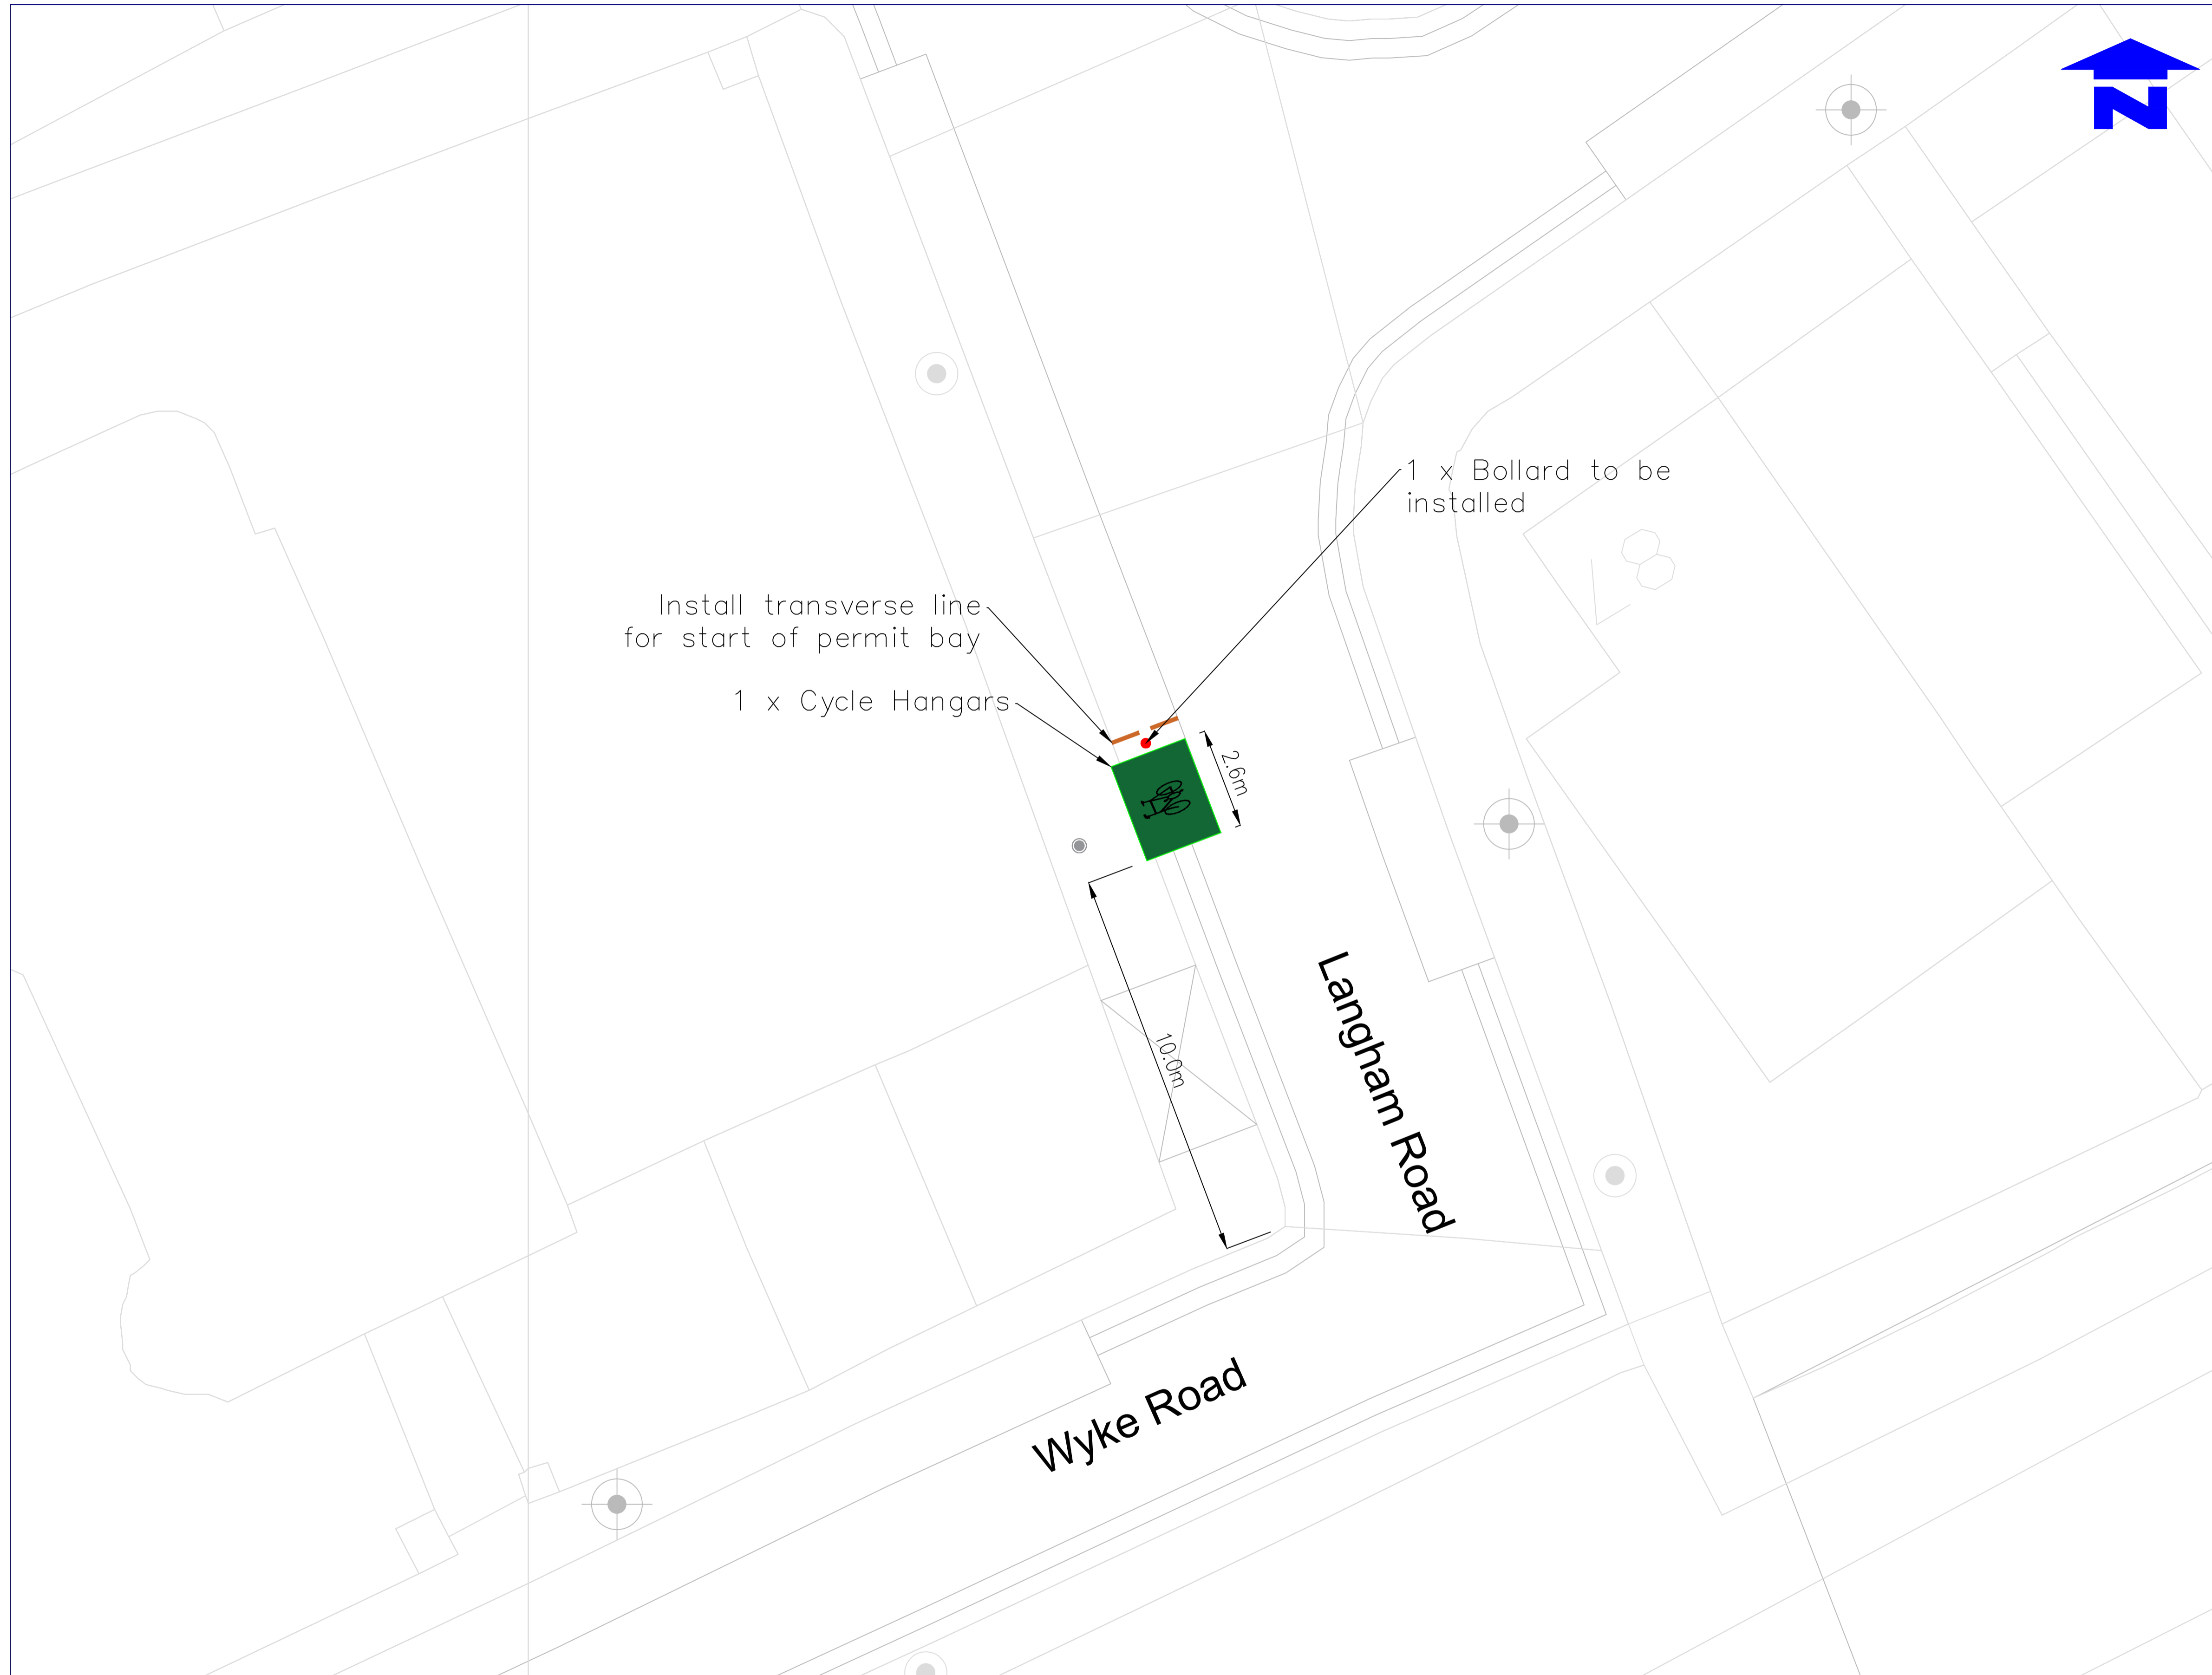 N
1 x Bollard to be
installed
18
Install transverse line
for start of permit bay
1 x Cycle Hangars
2.6m
10.0m
Langham Road
Wyke Road